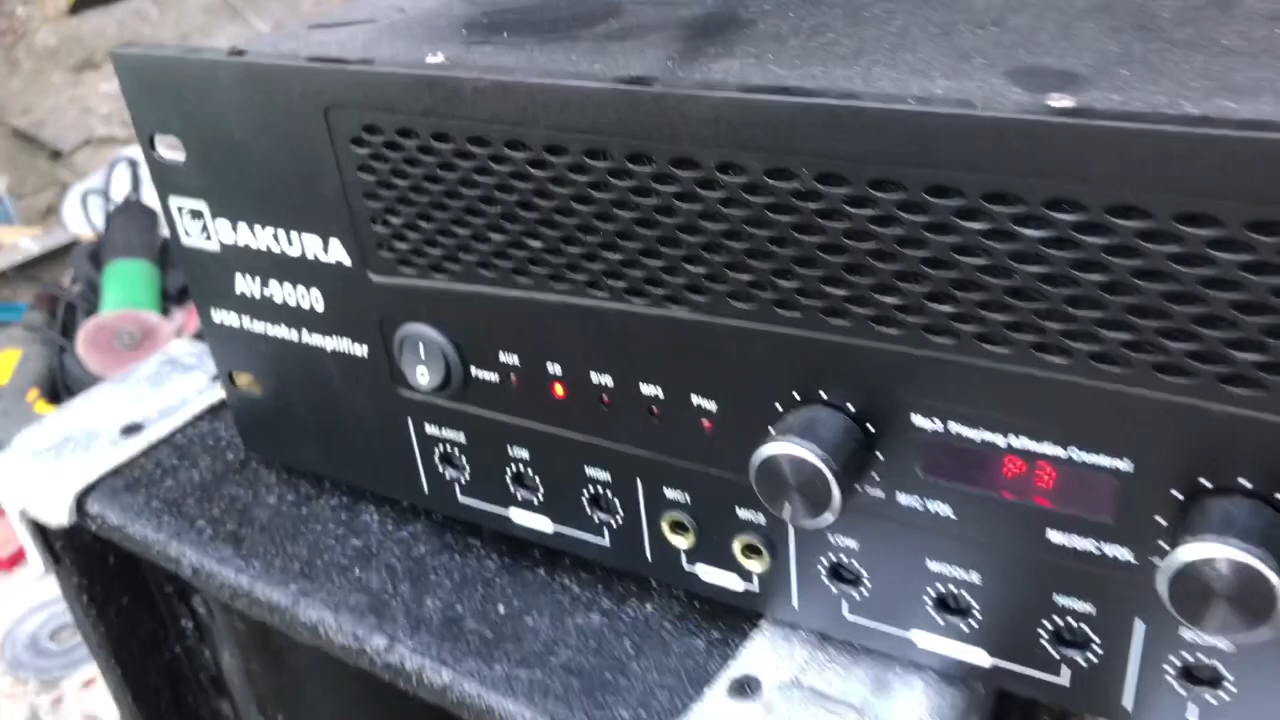 SAKURA
AV-9000
USB Karaoke Amplifier
I
O
Power
AUX
CD
DVD
MP3
BALANCE
LOW
HIGH
MIC1
MIC2
MIC VOL
Mp3 Playing &Radio Control
MUSIC VOL
LOW
MIDDLE
HIGH